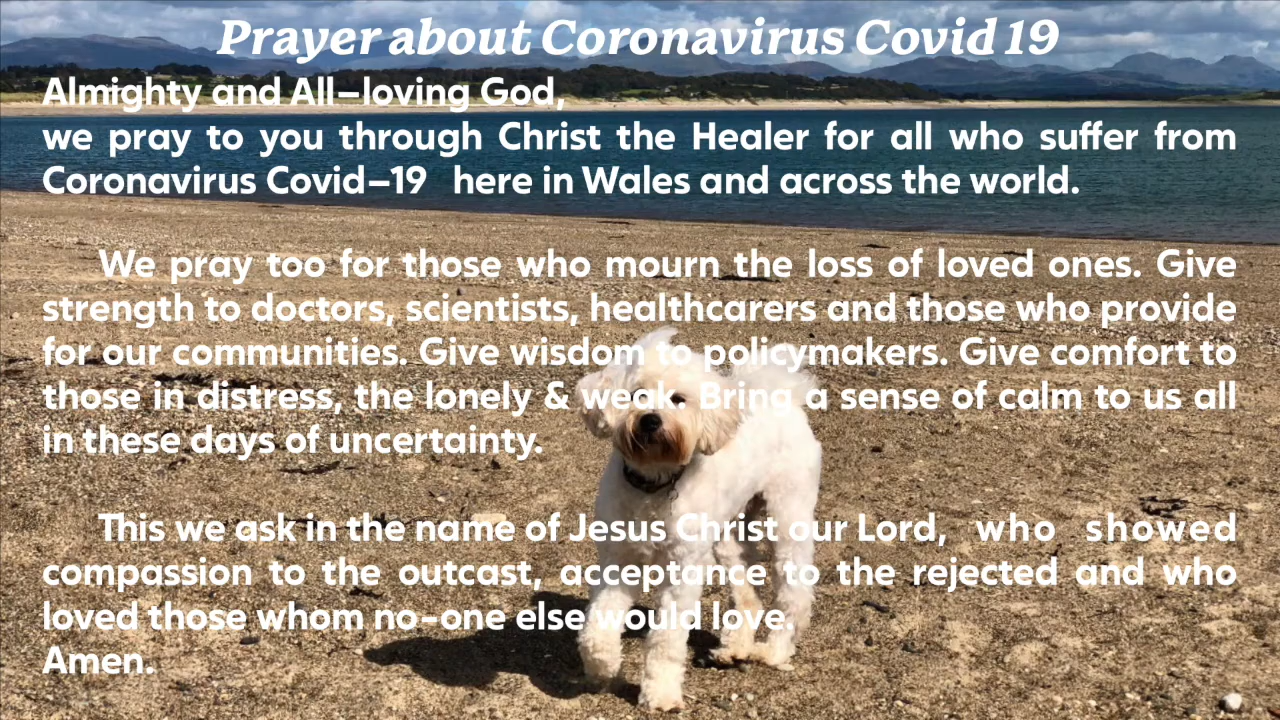 Prayer about Coronavirus Covid 19
Almighty and All-loving God,
we pray to you through Christ the Healer for all who suffer from
Coronavirus Covid-19 here in Wales and across the world.
We pray too for those who mourn the loss of loved ones. Give
strength to doctors, scientists, healthcarers and those who provide
for our communities. Give wisdom to policymakers. Give comfort to
those in distress, the lonely & weak. Bring a sense of calm to us all
in these days of uncertainty.
This we ask in the name of Jesus Christ our Lord, who showed
compassion to the outcast, acceptance to the rejected and who
loved those whom no-one else would love.
Amen.